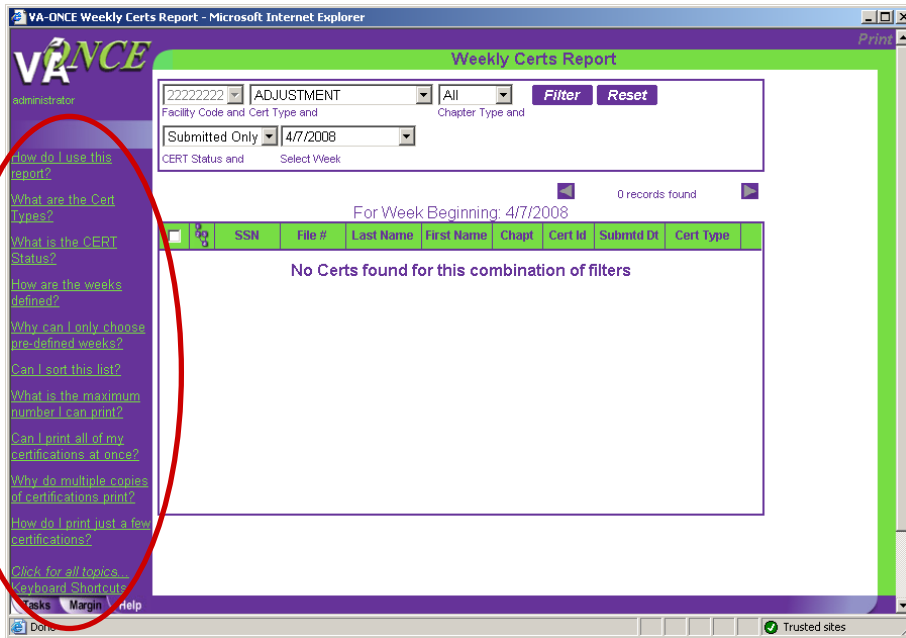 VA-ONCE Weekly Certs Report - Microsoft Internet Explorer
Print
VA ONCE
Weekly Certs Report
administrator
22222222 ADJUSTMENT All Filter Reset
Facility Code and Cert Type and Chapter Type and
Submitted Only 4/7/2008
CERT Status and Select Week
0 records found
For Week Beginning: 4/7/2008
SSN File # Last Name First Name Chapt Cert Id Submtd Dt Cert Type
No Certs found for this combination of filters
How do I use this
report?
What are the Cert
Types?
What is the CERT
Status?
How are the weeks
defined?
Why can I only choose
pre-defined weeks?
Can I sort this list?
What is the maximum
number I can print?
Can I print all of my
certifications at once?
Why do multiple copies
of certifications print?
How do I print just a few
certifications?
Click for all topics...
Keyboard Shortcuts
Tasks Margin Help
Done
Trusted sites